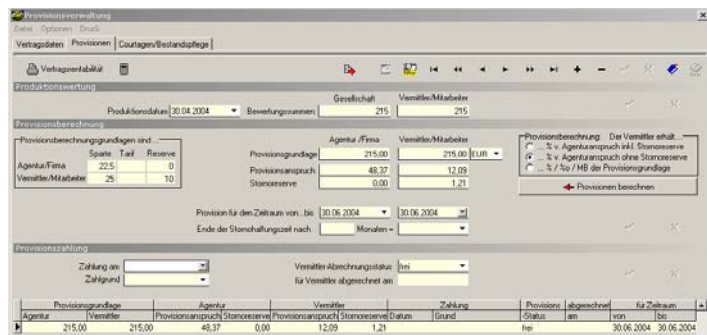 Provisionsverwaltung
Datei Optionen Druck
Vertragsdaten Provisionen Courtagen/Bestandspflege
Vertragsrentabilität
Produktionswertung
Gesellschaft Vermittler/Mitarbeiter
Produktionsdatum 30.04.2004 Bewertungssummen 215 215
Provisionsberechnung
Provisionsberechnungsgrundlagen sind ...
Sparte Tarif Reserve
Agentur/Firma 22,5 0
Vermittler/Mitarbeiter 25 10
Agentur /Firma Vermittler/Mitarbeiter
Provisionsgrundlage 215,00 215,00 EUR
Provisionsanspruch 48,37 12,09
Stornoreserve 0,00 1,21
Provisionsberechnung: Der Vermittler erhält...
... % v. Agenturanspruch inkl. Stornoreserve
... % v. Agenturanspruch ohne Stornoreserve
... % / %o / MB der Provisionsgrundlage
Provisionen berechnen
Provision für den Zeitraum von...bis 30.06.2004 30.06.2004
Ende der Stornohaftungszeit nach Monaten =
Provisionszahlung
Zahlung am
Zahlgrund
Vermittler Abrechnungsstatus frei
für Vermittler abgerechnet am
Provisionsgrundlage Agentur Vermittler Zahlung Provisions abgerechnet für Zeitraum
Agentur Vermittler Provisionsanspruch Stornoreserve Provisionsanspruch Stornoreserve Datum Grund -Status am von bis
215,00 215,00 48,37 0,00 12,09 1,21 frei 30.06.2004 30.06.2004